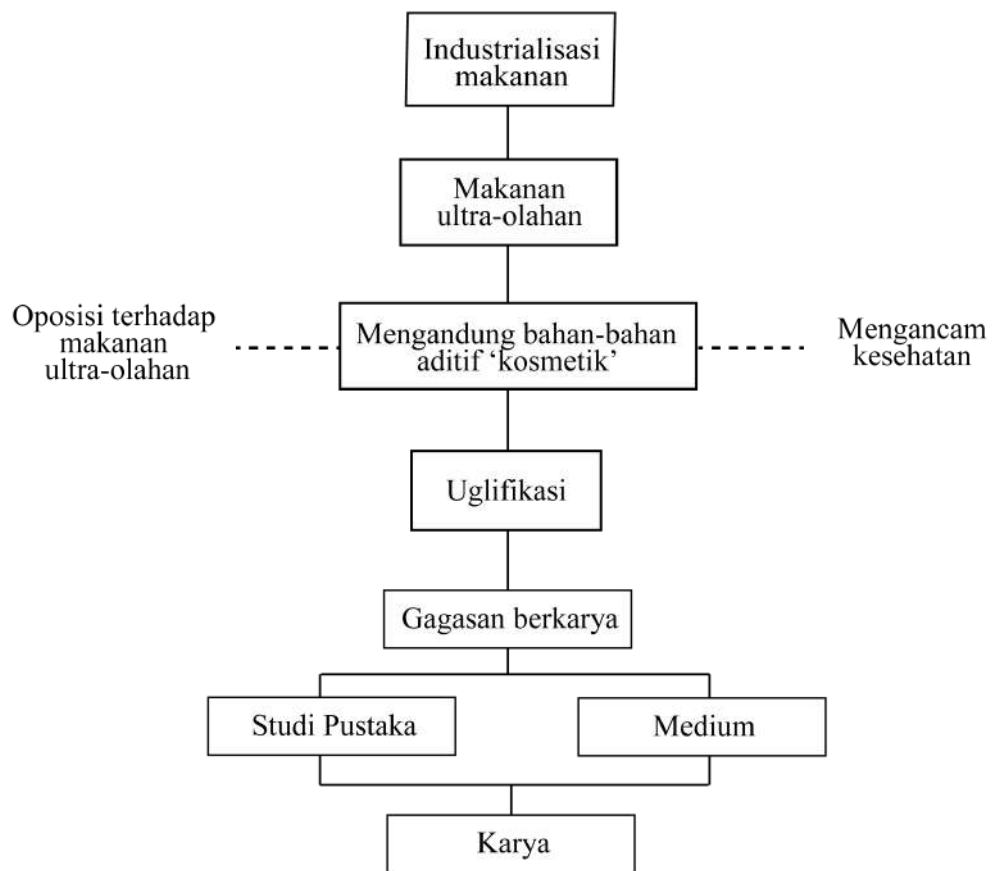 Industrialisasi
makanan
Makanan
ultra-olahan
Oposisi terhadap
makanan
ultra-olahan
Mengandung bahan-bahan
aditif ‘kosmetik’
Mengancam
kesehatan
Uglifikasi
Gagasan berkarya
Studi Pustaka
Medium
Karya